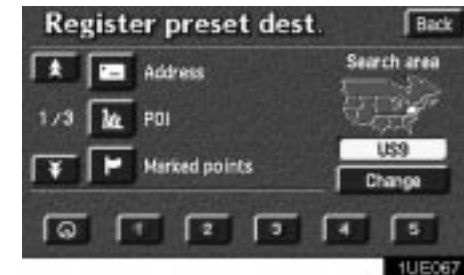 Register preset dest.
Back
Search area
Address
1/3
POI
US9
Marked points
Change
1 2 3 4 5
1UE067